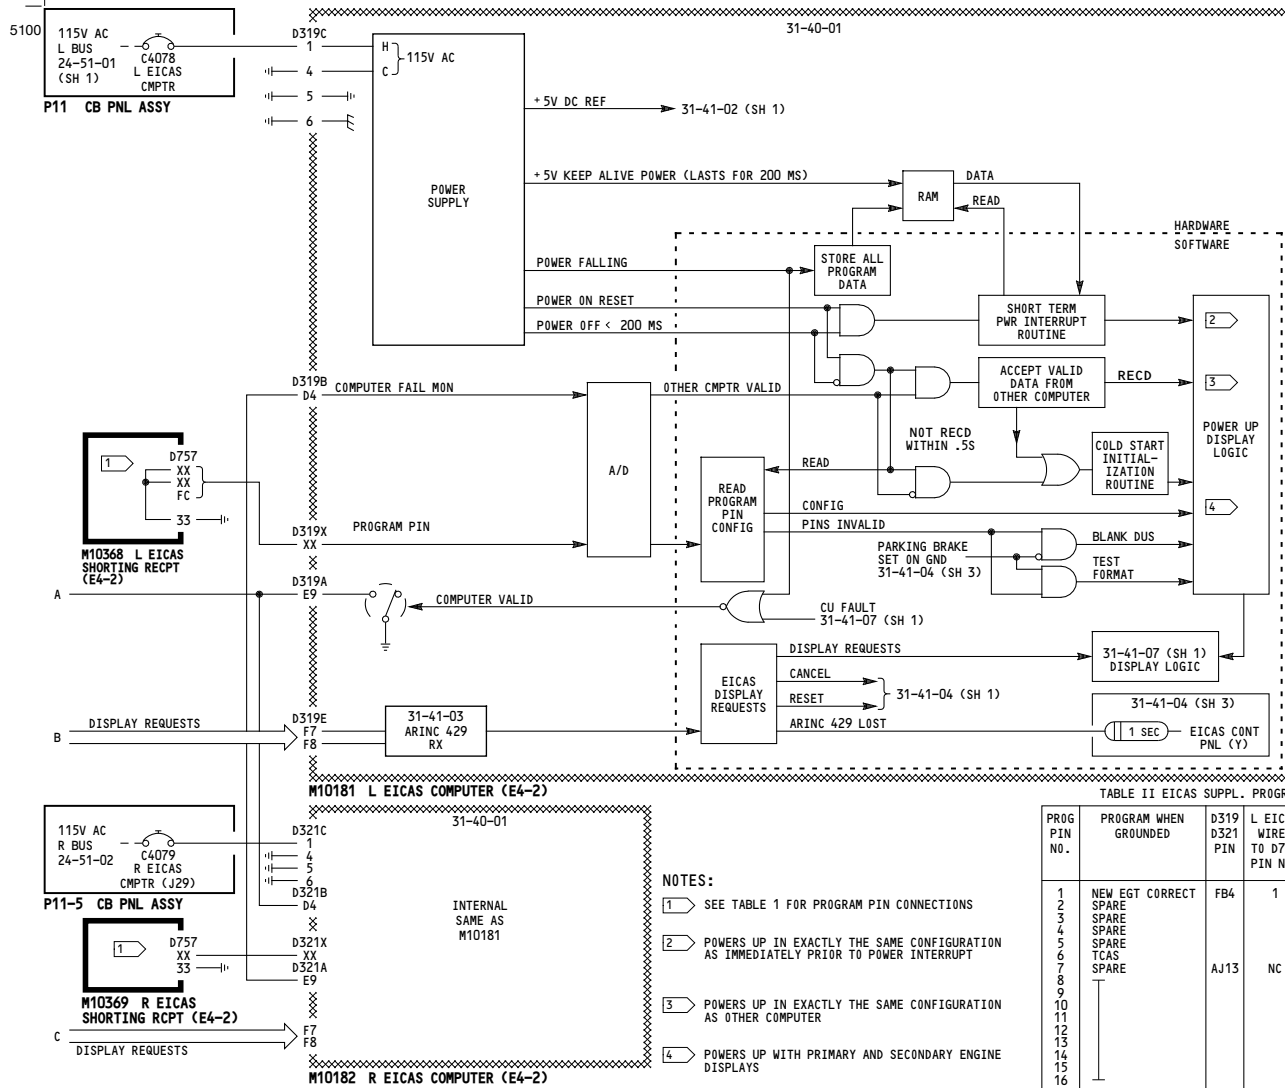 5100
115V AC
L BUS
24-51-01
(SH 1)
C4078
L EICAS
CMPTR
P11 CB PNL ASSY
D319C
1
4
5
6
H
C
115V AC
POWER
SUPPLY
31-40-01
+5V DC REF
31-41-02 (SH 1)
+5V KEEP ALIVE POWER (LASTS FOR 200 MS)
RAM
DATA
READ
HARDWARE
SOFTWARE
POWER FALLING
STORE ALL
PROGRAM
DATA
POWER ON RESET
POWER OFF < 200 MS
SHORT TERM
PWR INTERRUPT
ROUTINE
2
D319B
D4
COMPUTER FAIL MON
OTHER CMPTR VALID
ACCEPT VALID
DATA FROM
OTHER COMPUTER
RECD
3
POWER UP
DISPLAY
LOGIC
1
D757
XX
XX
FC
33
A/D
NOT RECD
WITHIN .5S
COLD START
INITIAL-
IZATION
ROUTINE
READ
READ
PROGRAM
PIN
CONFIG
CONFIG
4
PINS INVALID
D319X
XX
PROGRAM PIN
M10368 L EICAS
SHORTING RECPT
(E4-2)
PARKING BRAKE
SET ON GND
31-41-04 (SH 3)
BLANK DUS
TEST
FORMAT
A
D319A
E9
COMPUTER VALID
CU FAULT
31-41-07 (SH 1)
DISPLAY REQUESTS
31-41-07 (SH 1)
DISPLAY LOGIC
EICAS
DISPLAY
REQUESTS
CANCEL
RESET
31-41-04 (SH 1)
ARINC 429 LOST
31-41-04 (SH 3)
1 SEC
EICAS CONT
PNL (Y)
B
DISPLAY REQUESTS
D319E
F7
F8
31-41-03
ARINC 429
RX
M10181 L EICAS COMPUTER (E4-2)
115V AC
R BUS
24-51-02
C4079
R EICAS
CMPTR (J29)
P11-5 CB PNL ASSY
D321C
1
4
5
6
D321B
D4
31-40-01
INTERNAL
SAME AS
M10181
1
D757
XX
33
D321X
XX
D321A
E9
M10369 R EICAS
SHORTING RCPT (E4-2)
C
DISPLAY REQUESTS
F7
F8
M10182 R EICAS COMPUTER (E4-2)
NOTES:
1 SEE TABLE 1 FOR PROGRAM PIN CONNECTIONS
2 POWERS UP IN EXACTLY THE SAME CONFIGURATION
AS IMMEDIATELY PRIOR TO POWER INTERRUPT
3 POWERS UP IN EXACTLY THE SAME CONFIGURATION
AS OTHER COMPUTER
4 POWERS UP WITH PRIMARY AND SECONDARY ENGINE
DISPLAYS
TABLE II EICAS SUPPL. PROGR
PROG
PIN
NO.
PROGRAM WHEN
GROUNDED
D319
D321
PIN
L EIC
WIRE
TO D7
PIN N
1 NEW EGT CORRECT FB4 1
2 SPARE
3 SPARE
4 SPARE
5 SPARE
6 TCAS
7 SPARE AJ13 NC
8
9
10
11
12
13
14
15
16